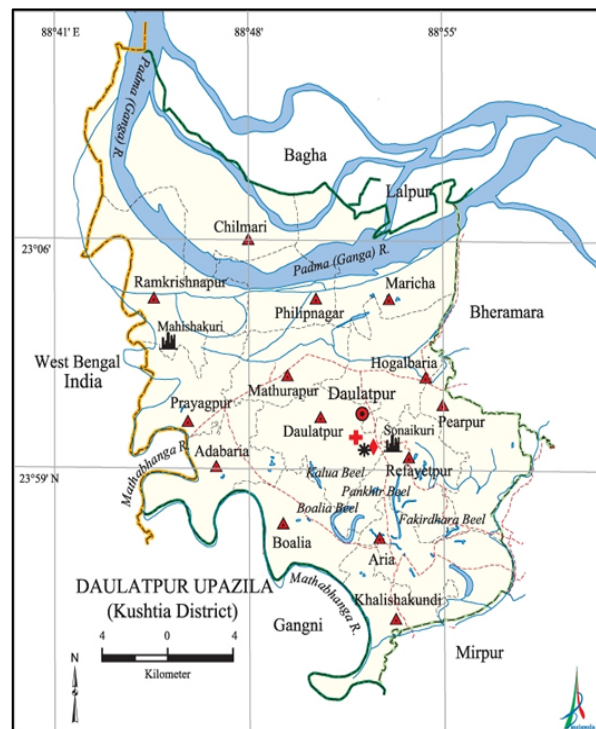 88°41' E
88°48'
88°55'
Padma (Ganga) R.
Bagha
Lalpur
Chilmari
23°06
Padma (Ganga) R.
Ramkrishnapur
Philipnagar
Maricha
Mahishakuri
Bheramara
West Bengal
India
Hogalbaria
Mathurapur
Daulatpur
Prayagpur
Pearpur
Daulatpur
Sonaikuri
Mathabhanga R.
Adabaria
Refayetpur
23°59' N
Kalua Beel
Pankhir Beel
Boalia Beel
Fakirdhara Beel
Boalia
Aria
DAULATPUR UPAZILA
(Kushtia District)
Mathabhanga R.
Khalishakundi
Gangni
4 0 4
Kilometer
Mirpur
N